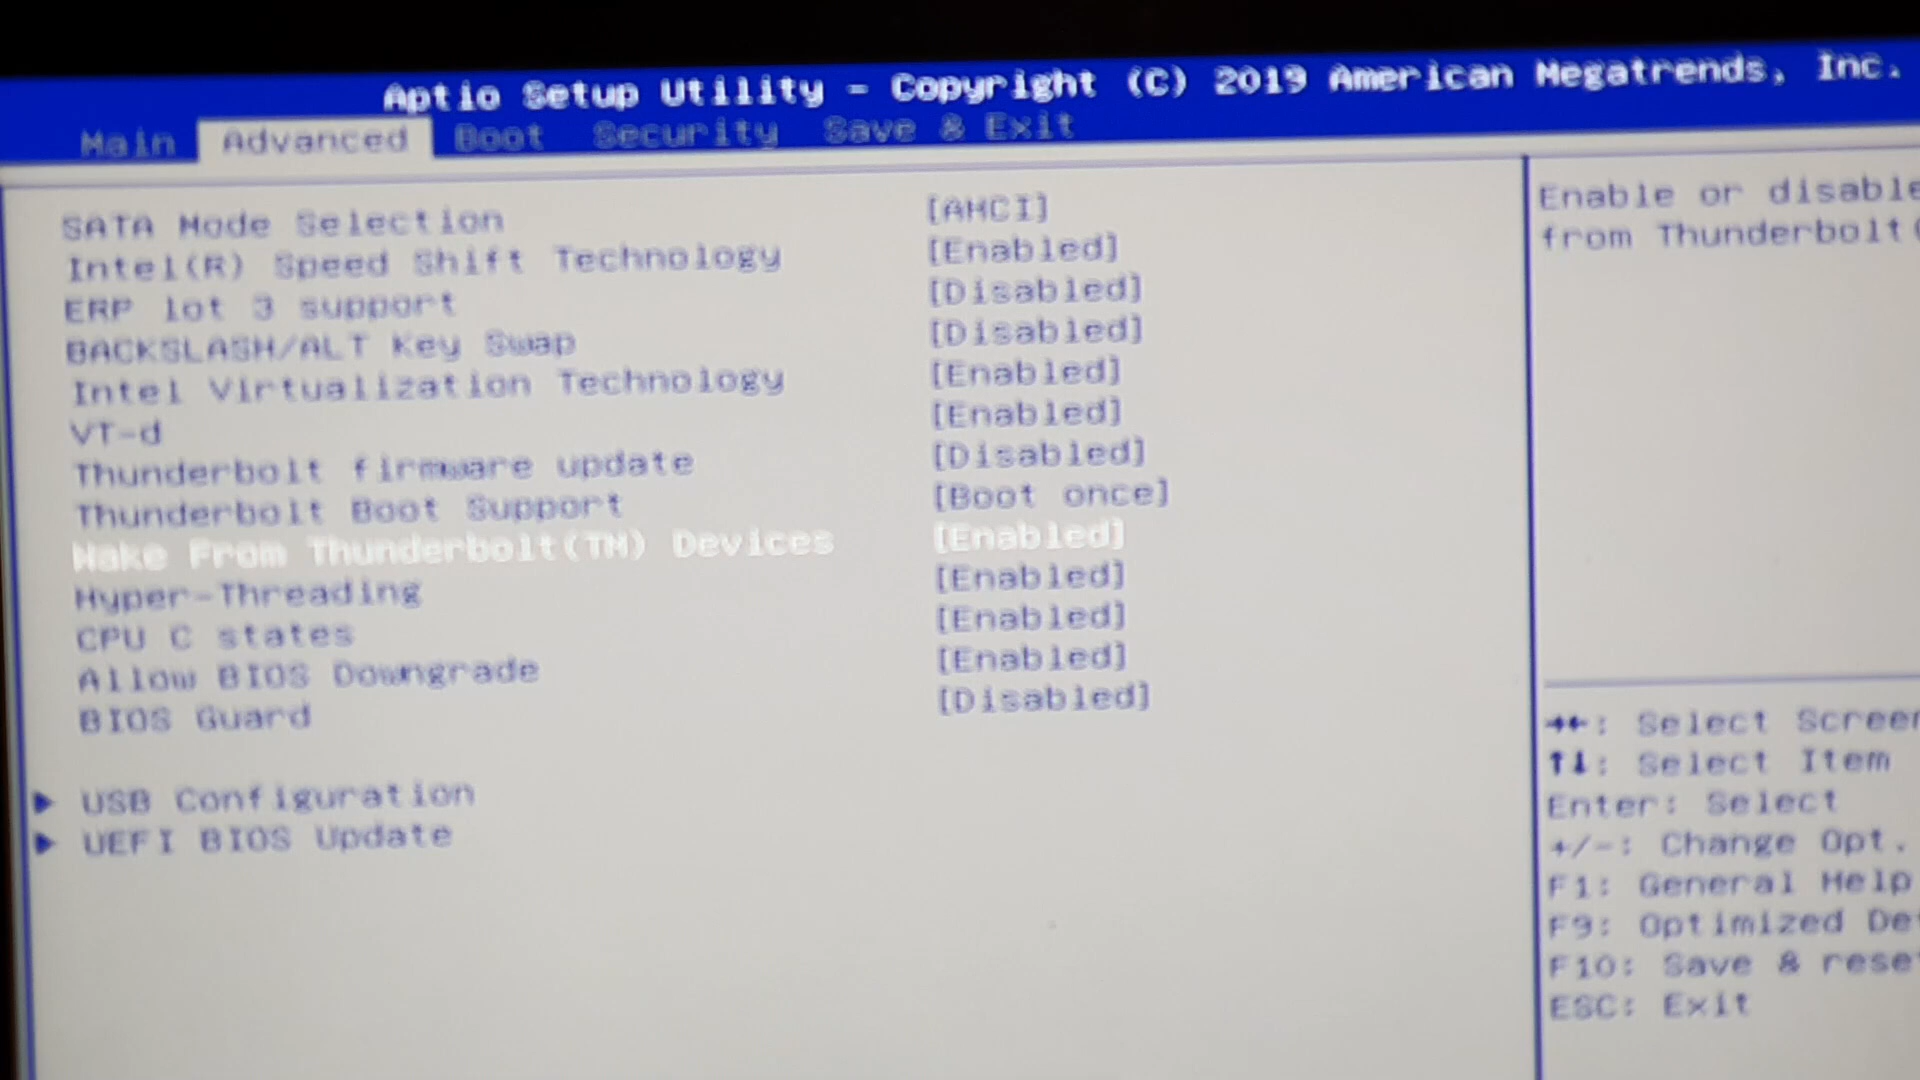 Aptio Setup Utility - Copyright (C) 2019 American Megatrends, Inc.
Main Advanced Boot Security Save & Exit
SATA Mode Selection [AHCI]
Intel(R) Speed Shift Technology [Enabled]
ERP lot 3 support [Disabled]
BACKSLASH/ALT Key Swap [Disabled]
Intel Virtualization Technology [Enabled]
VT-d [Enabled]
Thunderbolt firmware update [Disabled]
Thunderbolt Boot Support [Boot once]
Wake From Thunderbolt(TM) Devices [Enabled]
Hyper-Threading [Enabled]
CPU C states [Enabled]
Allow BIOS Downgrade [Enabled]
BIOS Guard [Disabled]
► USB Configuration
► UEFI BIOS Update
Enable or disable
from Thunderbolt(
→←: Select Screen
↑↓: Select Item
Enter: Select
+/-: Change Opt.
F1: General Help
F9: Optimized De
F10: Save & rese
ESC: Exit